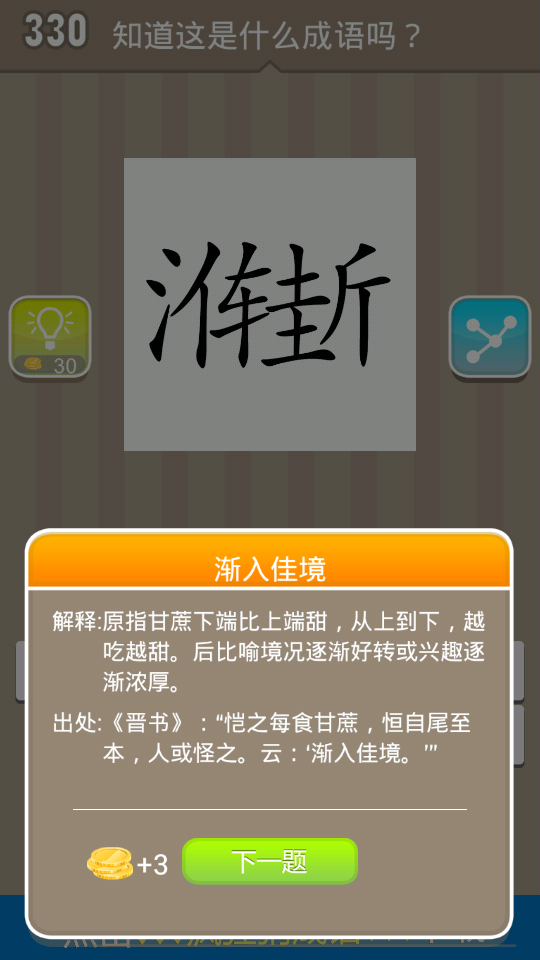 330 知道这是什么成语吗？
30
渐入佳境
解释:原指甘蔗下端比上端甜，从上到下，越
吃越甜。后比喻境况逐渐好转或兴趣逐
渐浓厚。
出处:《晋书》：“恺之每食甘蔗，恒自尾至
本，人或怪之。云：‘渐入佳境。’”
+3 下一题